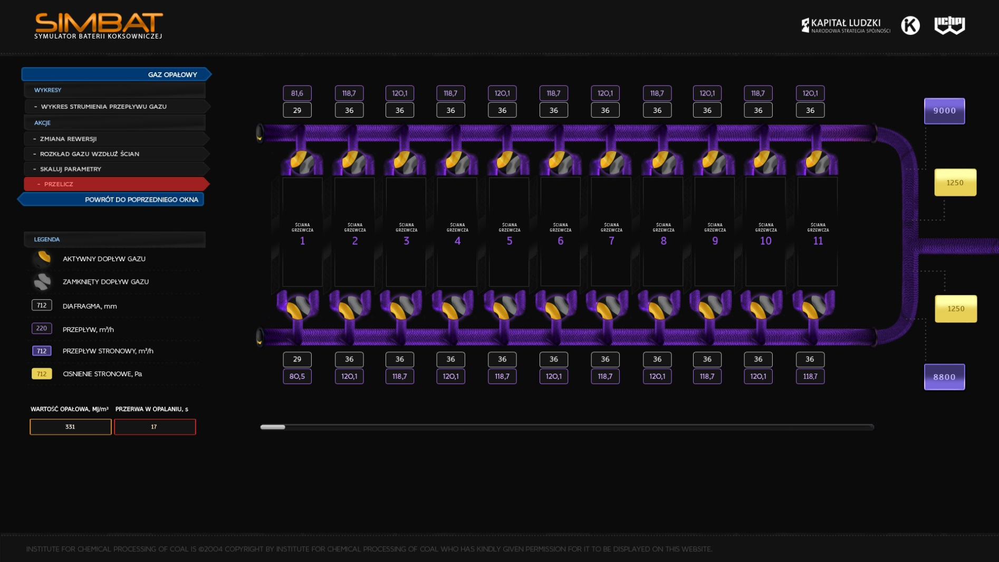 SIMBAT
SYMULATOR BATERII KOKSOWNICZEJ
KAPITAŁ LUDZKI
NARODOWA STRATEGIA SPÓJNOŚCI
iK
ichpw
GAZ OPAŁOWY
WYKRESY
- WYKRES STRUMIENIA PRZEPŁYWU GAZU
AKCJE
- ZMIANA REWERSJI
- ROZKŁAD GAZU WZDŁUŹ ŚCIAN
- SKALUJ PARAMETRY
- PRZELICZ
POWRÓT DO POPRZEDNIEGO OKNA
LEGENDA
AKTYWNY DOPŁYW GAZU
ZAMKNIĘTY DOPŁYW GAZU
712 DIAFRAGMA, mm
220 PRZEPŁYW, m³/h
712 PRZEPŁYW STRONOWY, m³/h
712 CISNIENIE STRONOWE, Pa
WARTOŚĆ OPAŁOWA, MJ/m³ PRZERWA W OPALANIU, s
331 17
81,6 118,7 120,1 118,7 120,1 118,7 120,1 118,7 120,1 118,7 120,1
29 36 36 36 36 36 36 36 36 36 36
9000
1250
ŚCIANA ŚCIANA ŚCIANA ŚCIANA ŚCIANA ŚCIANA ŚCIANA ŚCIANA ŚCIANA ŚCIANA ŚCIANA
GRZEWCZA GRZEWCZA GRZEWCZA GRZEWCZA GRZEWCZA GRZEWCZA GRZEWCZA GRZEWCZA GRZEWCZA GRZEWCZA GRZEWCZA
1 2 3 4 5 6 7 8 9 10 11
1250
29 36 36 36 36 36 36 36 36 36 36
80,5 120,1 118,7 120,1 118,7 120,1 118,7 120,1 118,7 120,1 118,7
8800
INSTITUTE FOR CHEMICAL PROCESSING OF COAL IS ©2004 COPYRIGHT BY INSTITUTE FOR CHEMICAL PROCESSING OF COAL WHO HAS KINDLY GIVEN PERMISSION FOR IT TO BE DISPLAYED ON THIS WEBSITE.